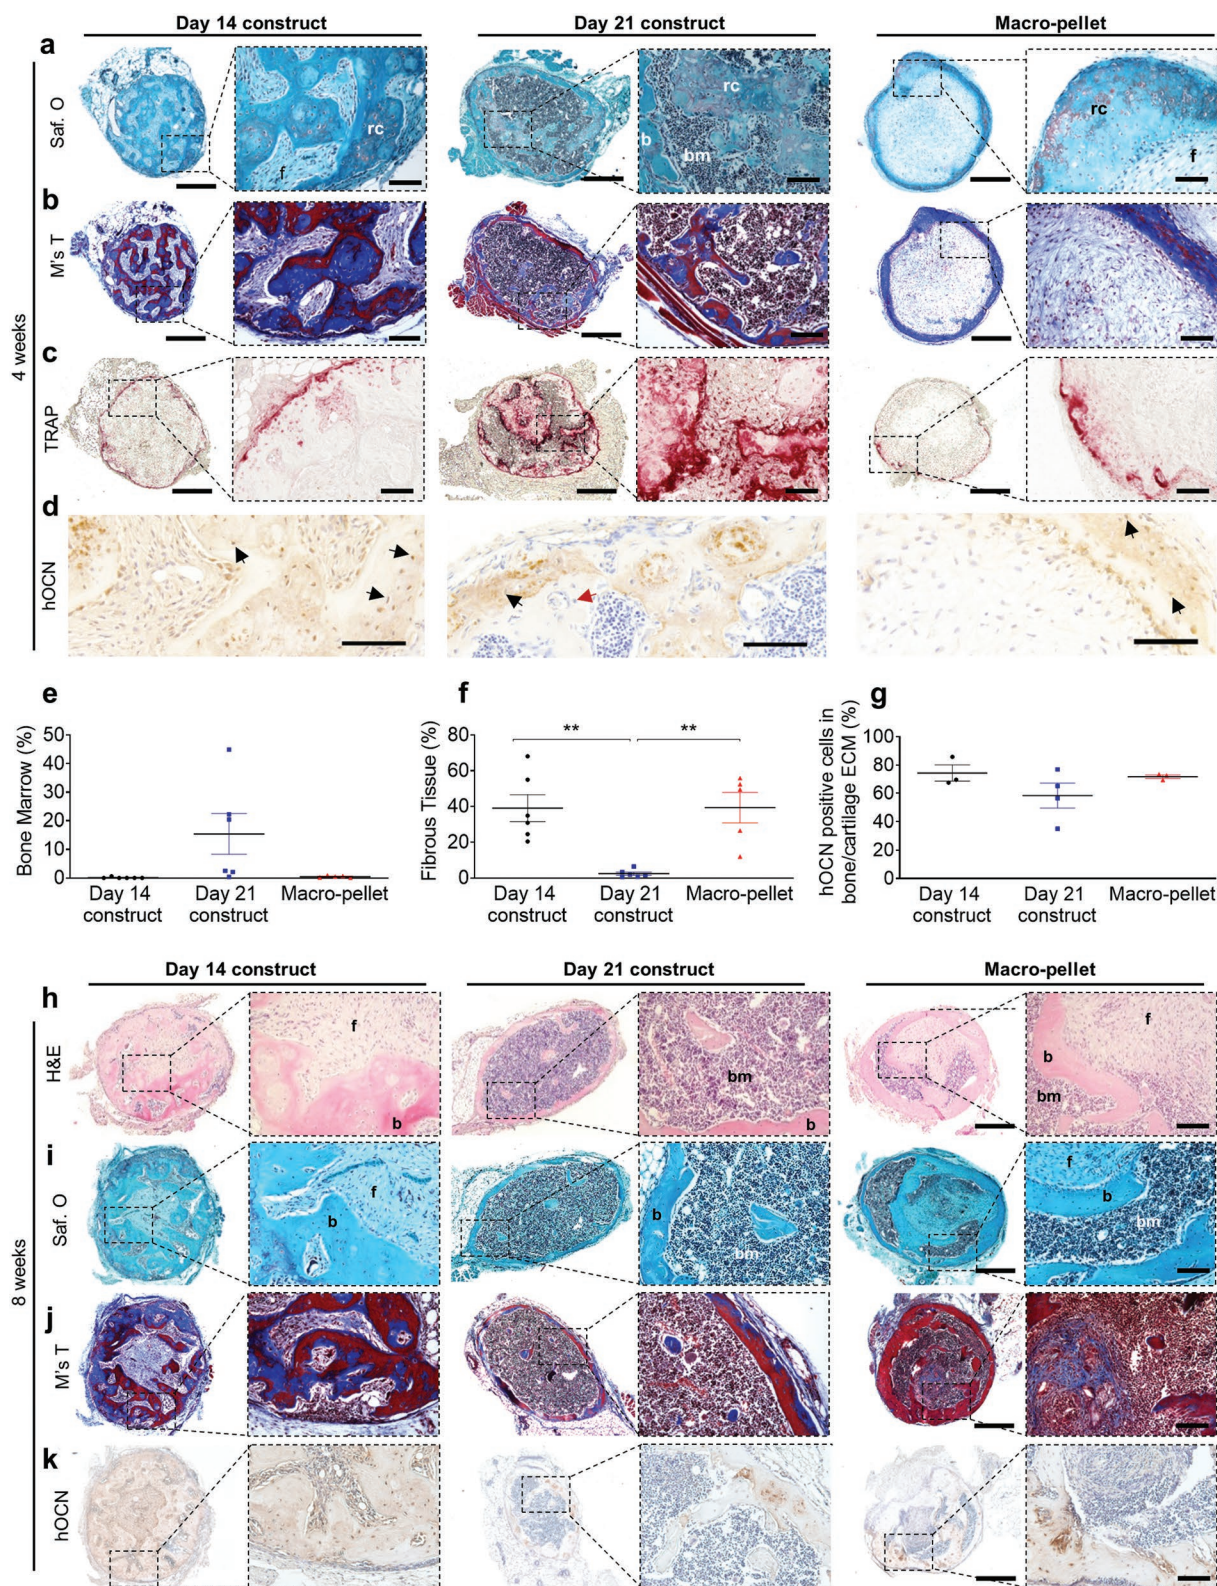 Day 14 construct
Day 21 construct
Macro-pellet
4 weeks
a
Saf. O
rc
f
rc
b
bm
rc
f
b
M's T
c
TRAP
d
hOCN
e
Bone Marrow (%)
50
40
30
20
10
0
Day 14
construct
Day 21
construct
Macro-pellet
f
Fibrous Tissue (%)
80
60
40
20
0
**
**
Day 14
construct
Day 21
construct
Macro-pellet
g
hOCN positive cells in
bone/cartilage ECM (%)
100
80
60
40
20
0
Day 14
construct
Day 21
construct
Macro-pellet
Day 14 construct
Day 21 construct
Macro-pellet
8 weeks
h
H&E
f
b
bm
b
f
b
bm
i
Saf. O
f
b
b
bm
f
b
bm
j
M's T
k
hOCN